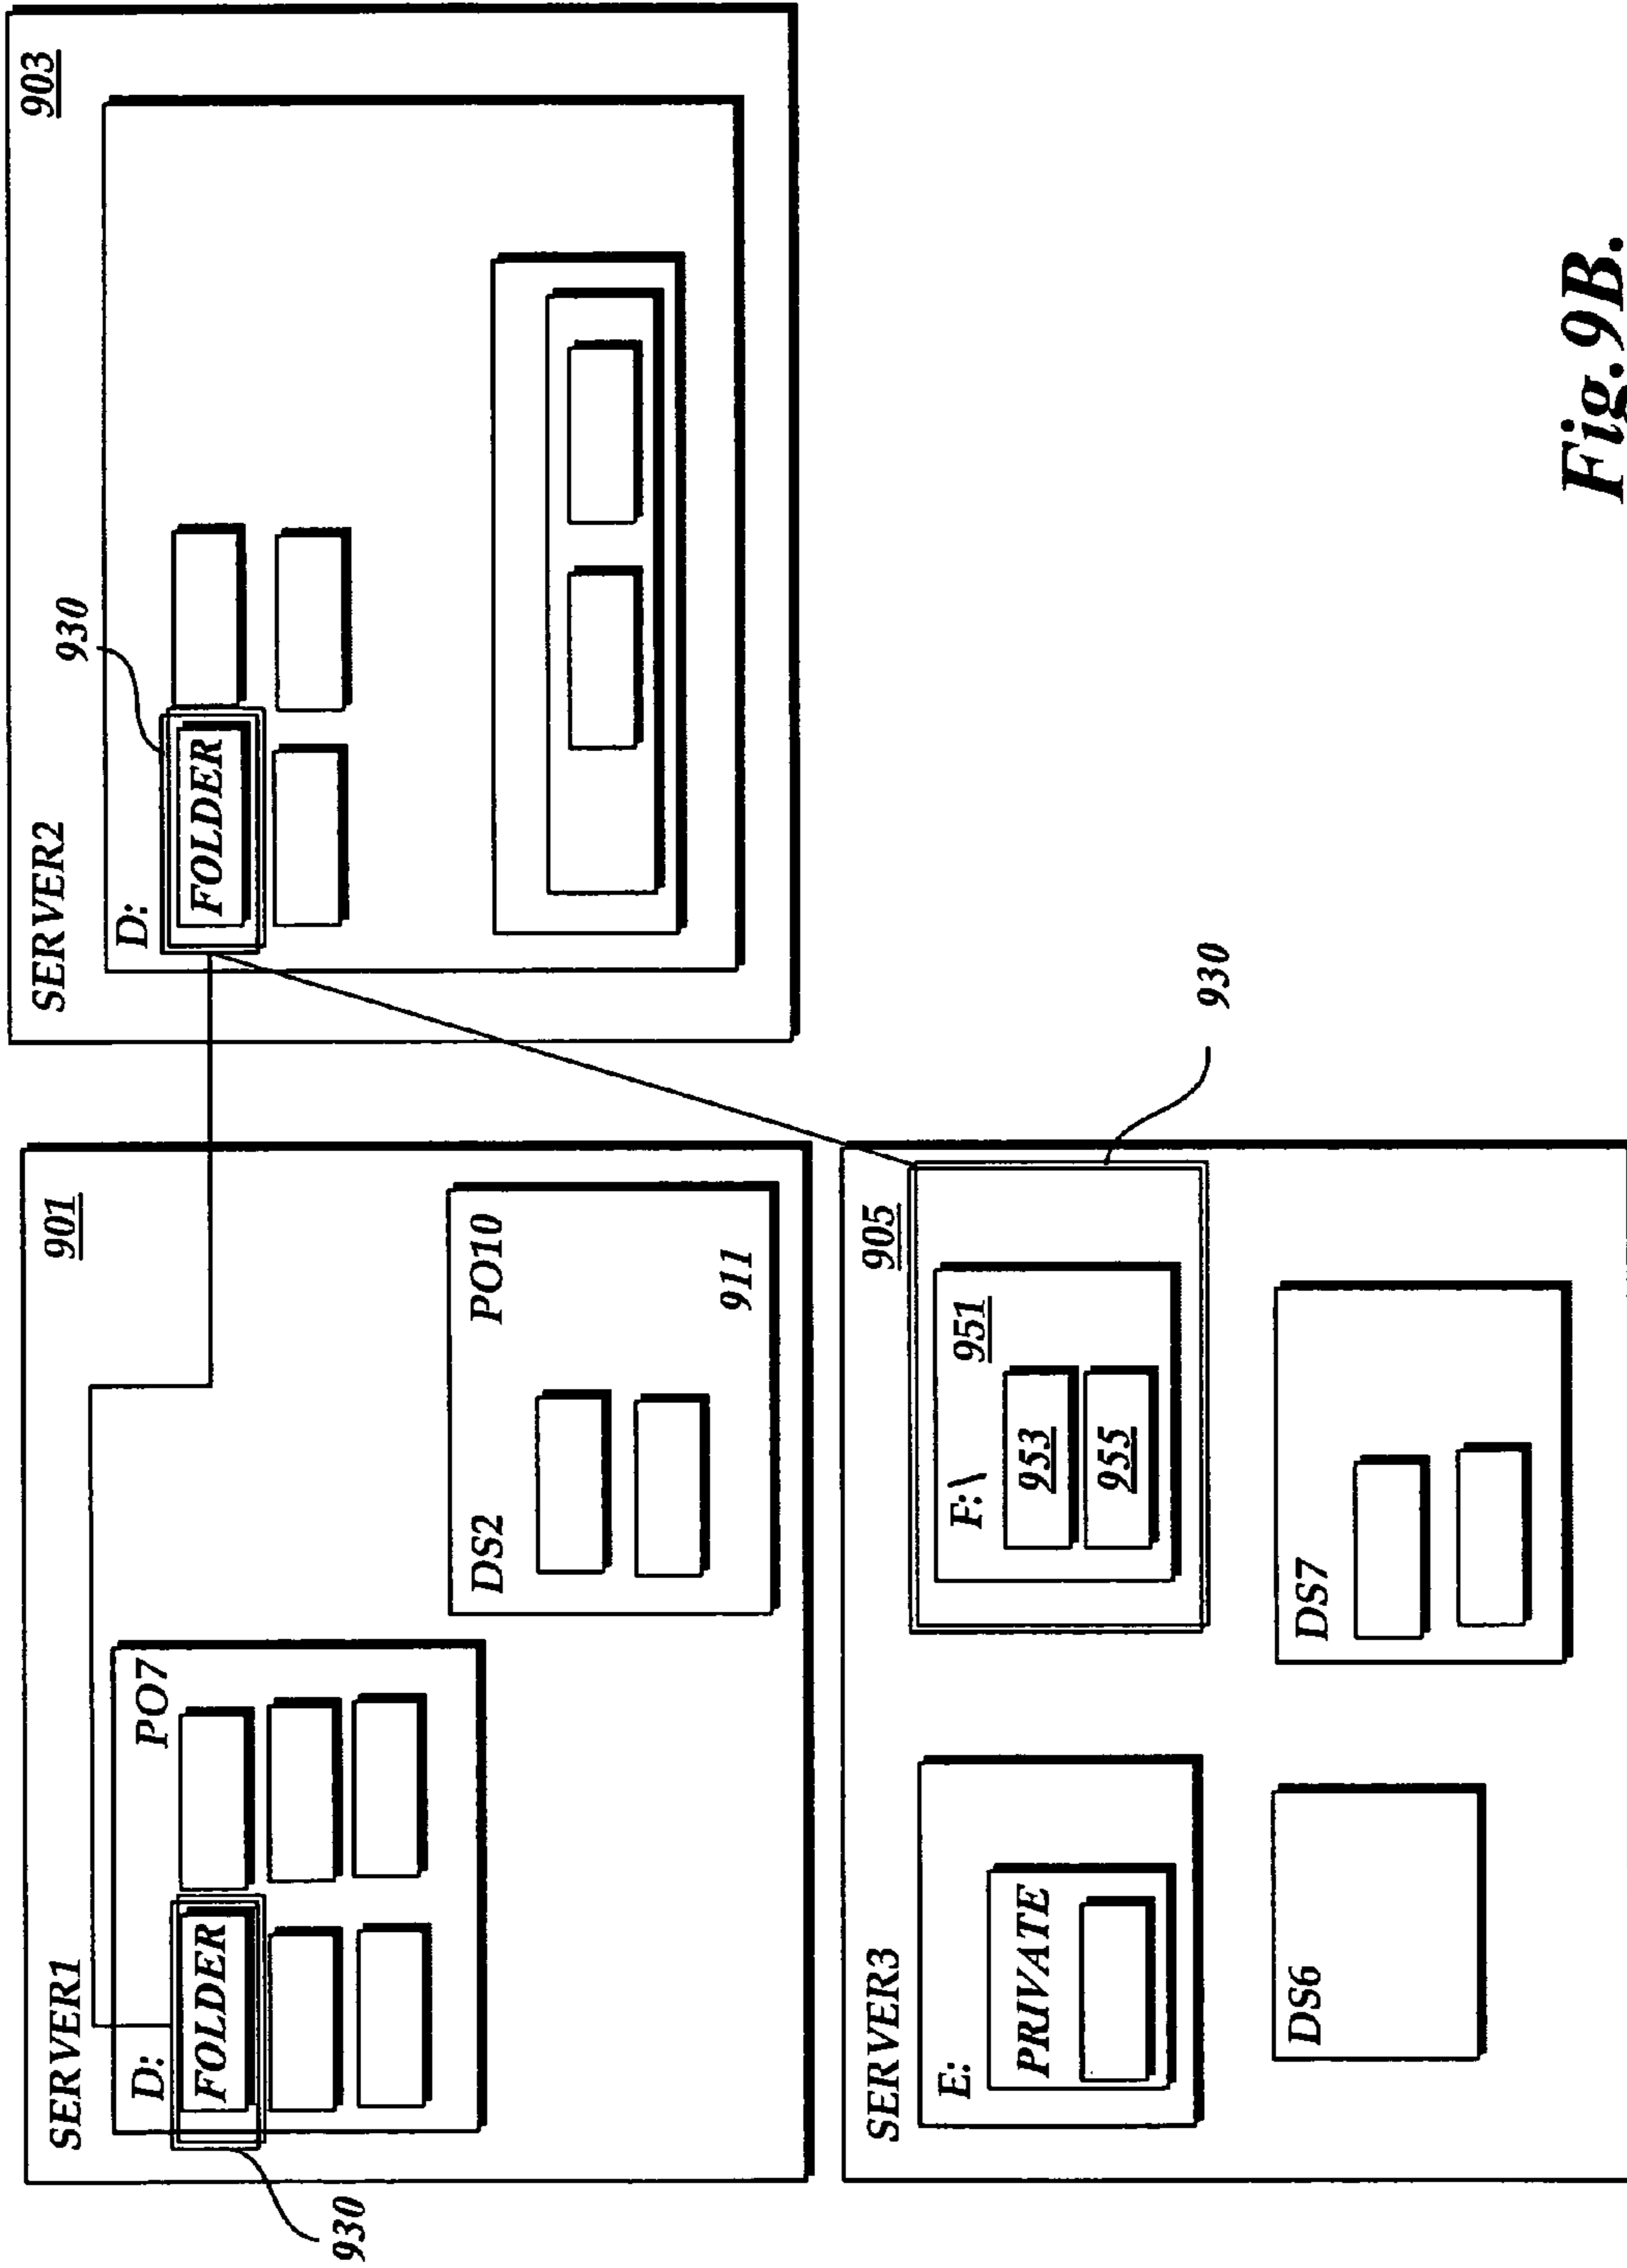 SERVER1
901
D:
PO7
FOLDER
930
DS2
PO10
911
SERVER2
903
930
D:
FOLDER
SERVER3
905
E:
PRIVATE
F:\
951
953
955
930
DS6
DS7
Fig.9B.